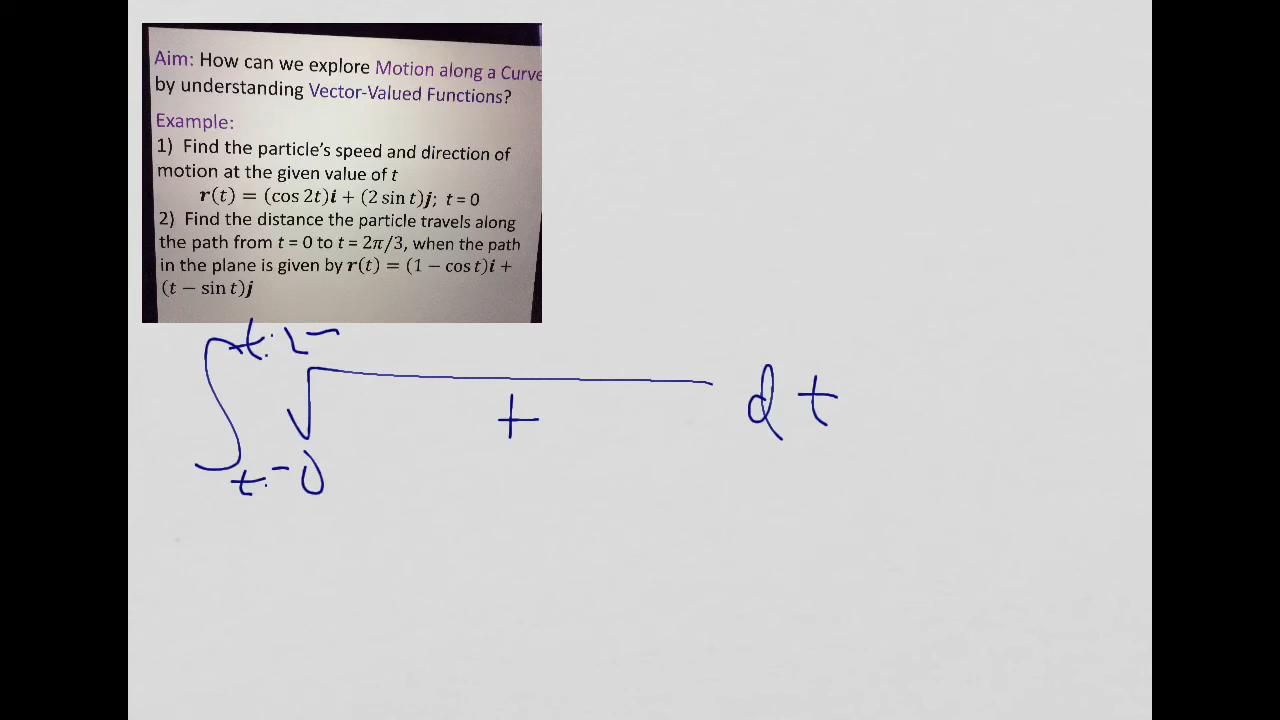 Aim: How can we explore Motion along a Curve
by understanding Vector-Valued Functions?
Example:
1) Find the particle's speed and direction of
motion at the given value of t
r(t) = (cos 2t)i + (2 sin t)j; t = 0
2) Find the distance the particle travels along
the path from t = 0 to t = 2π/3, when the path
in the plane is given by r(t) = (1 − cos t)i +
(t − sin t)j
∫ √ + dt
t=0